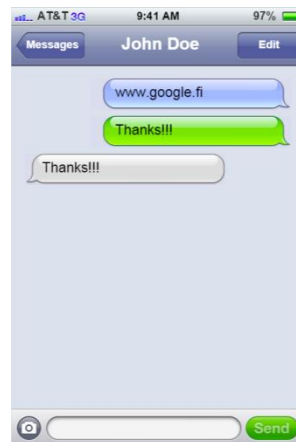 AT&T 3G 9:41 AM 97%
Messages John Doe Edit
www.google.fi
Thanks!!!
Thanks!!!
Send